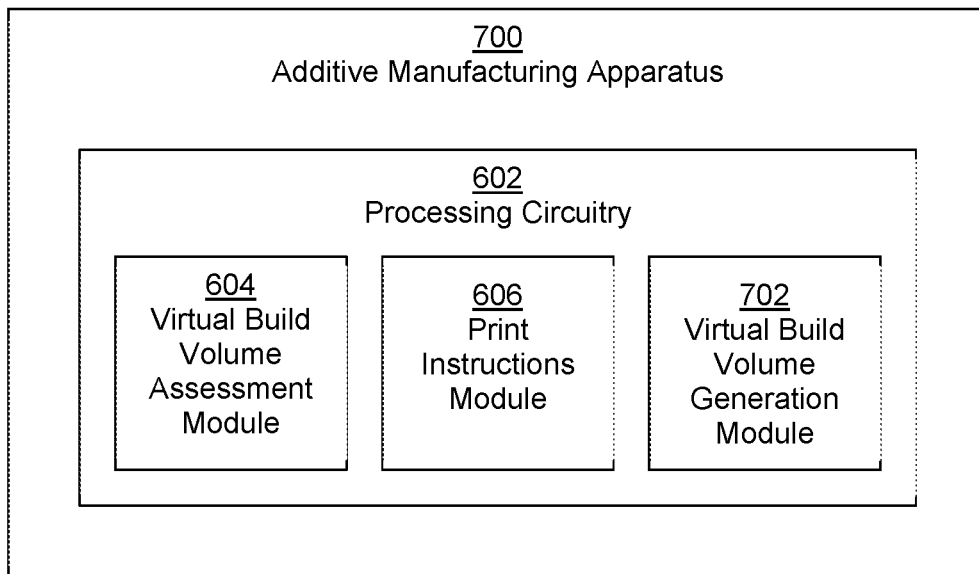 700
Additive Manufacturing Apparatus
602
Processing Circuitry
604
Virtual Build
Volume
Assessment
Module
606
Print
Instructions
Module
702
Virtual Build
Volume
Generation
Module